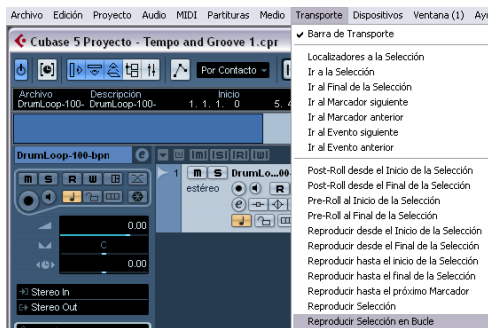 Archivo Edición Proyecto Audio MIDI Partituras Medio Transporte Dispositivos Ventana (1)
Cubase 5 Proyecto - Tempo and Groove 1.cpr
Por Contacto
Archivo Descripción Inicio
DrumLoop-100- DrumLoop-100- 1. 1. 1. 0
DrumLoop-100-bpn
1 m S DrumLo...00-
m S R W
estéreo R
0.00
C
0.00
Stereo In
Stereo Out
Barra de Transporte
Localizadores a la Selección
Ir a la Selección
Ir al Final de la Selección
Ir al Marcador siguiente
Ir al Marcador anterior
Ir al Evento siguiente
Ir al Evento anterior
Post-Roll desde el Inicio de la Selección
Post-Roll desde el Final de la Selección
Pre-Roll al Inicio de la Selección
Pre-Roll al Final de la Selección
Reproducir desde el Inicio de la Selección
Reproducir desde el Final de la Selección
Reproducir hasta el inicio de la Selección
Reproducir hasta el final de la Selección
Reproducir hasta el próximo Marcador
Reproducir Selección
Reproducir Selección en Bucle